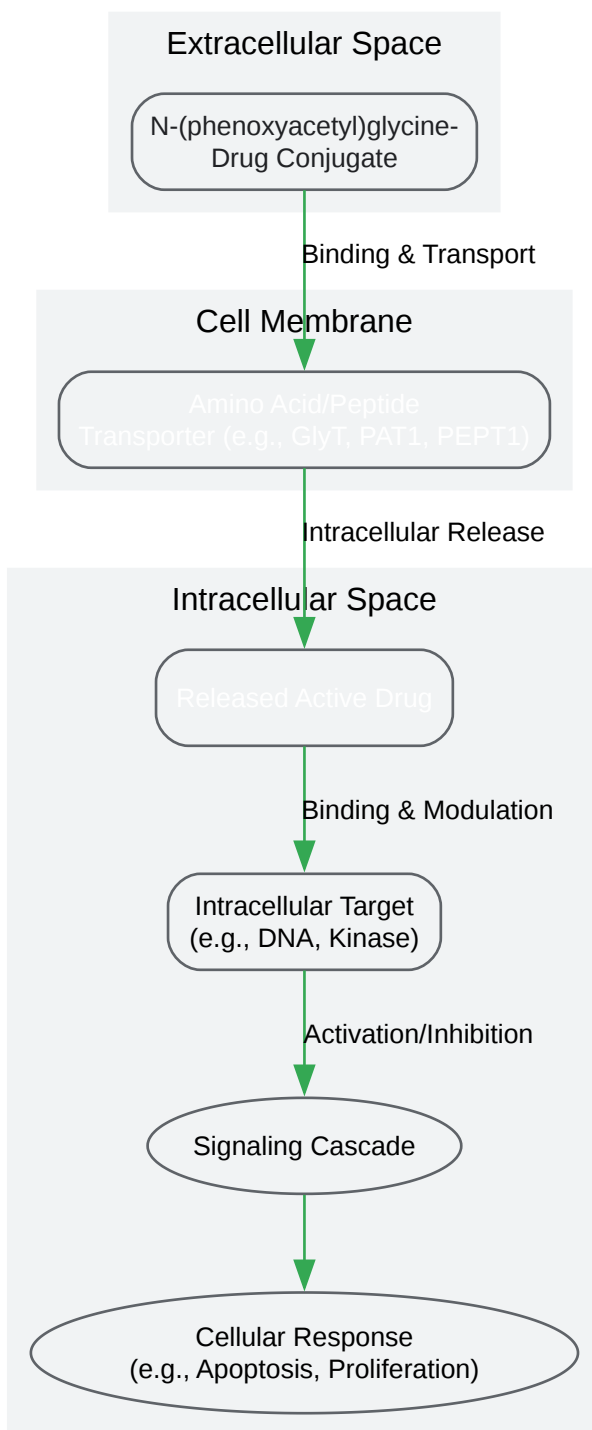 Extracellular Space
N-(phenoxyacetyl)glycine-
Drug Conjugate
Binding & Transport
Cell Membrane
Amino Acid/Peptide
Transporter (e.g., GlyT, PAT1, PEPT1)
Intracellular Release
Intracellular Space
Released Active Drug
Binding & Modulation
Intracellular Target
(e.g., DNA, Kinase)
Activation/Inhibition
Signaling Cascade
Cellular Response
(e.g., Apoptosis, Proliferation)